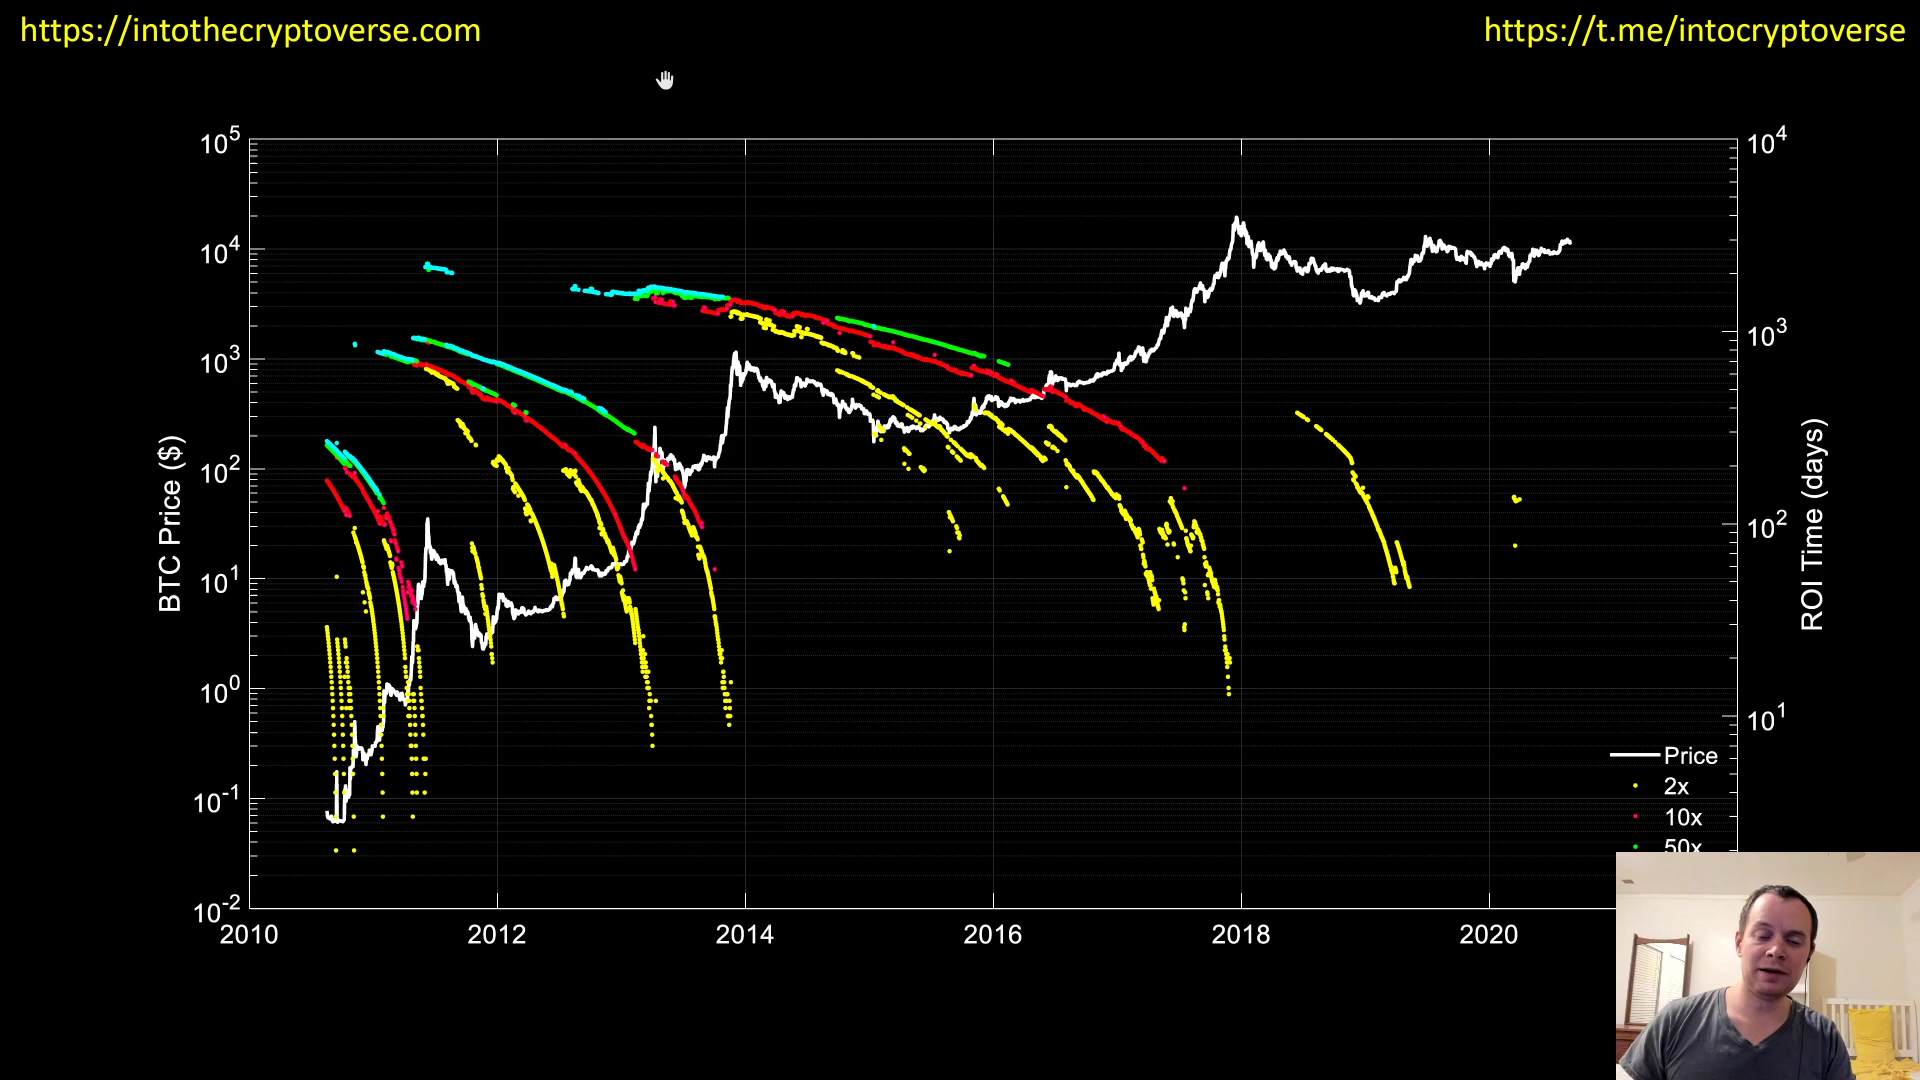 https://intothecryptoverse.com
https://t.me/intocryptoverse
10^5
10^4
10^3
10^2
10^1
10^0
10^-1
10^-2
BTC Price ($)
2010 2012 2014 2016 2018 2020
10^4
10^3
10^2
10^1
ROI Time (days)
Price
2x
10x
50x